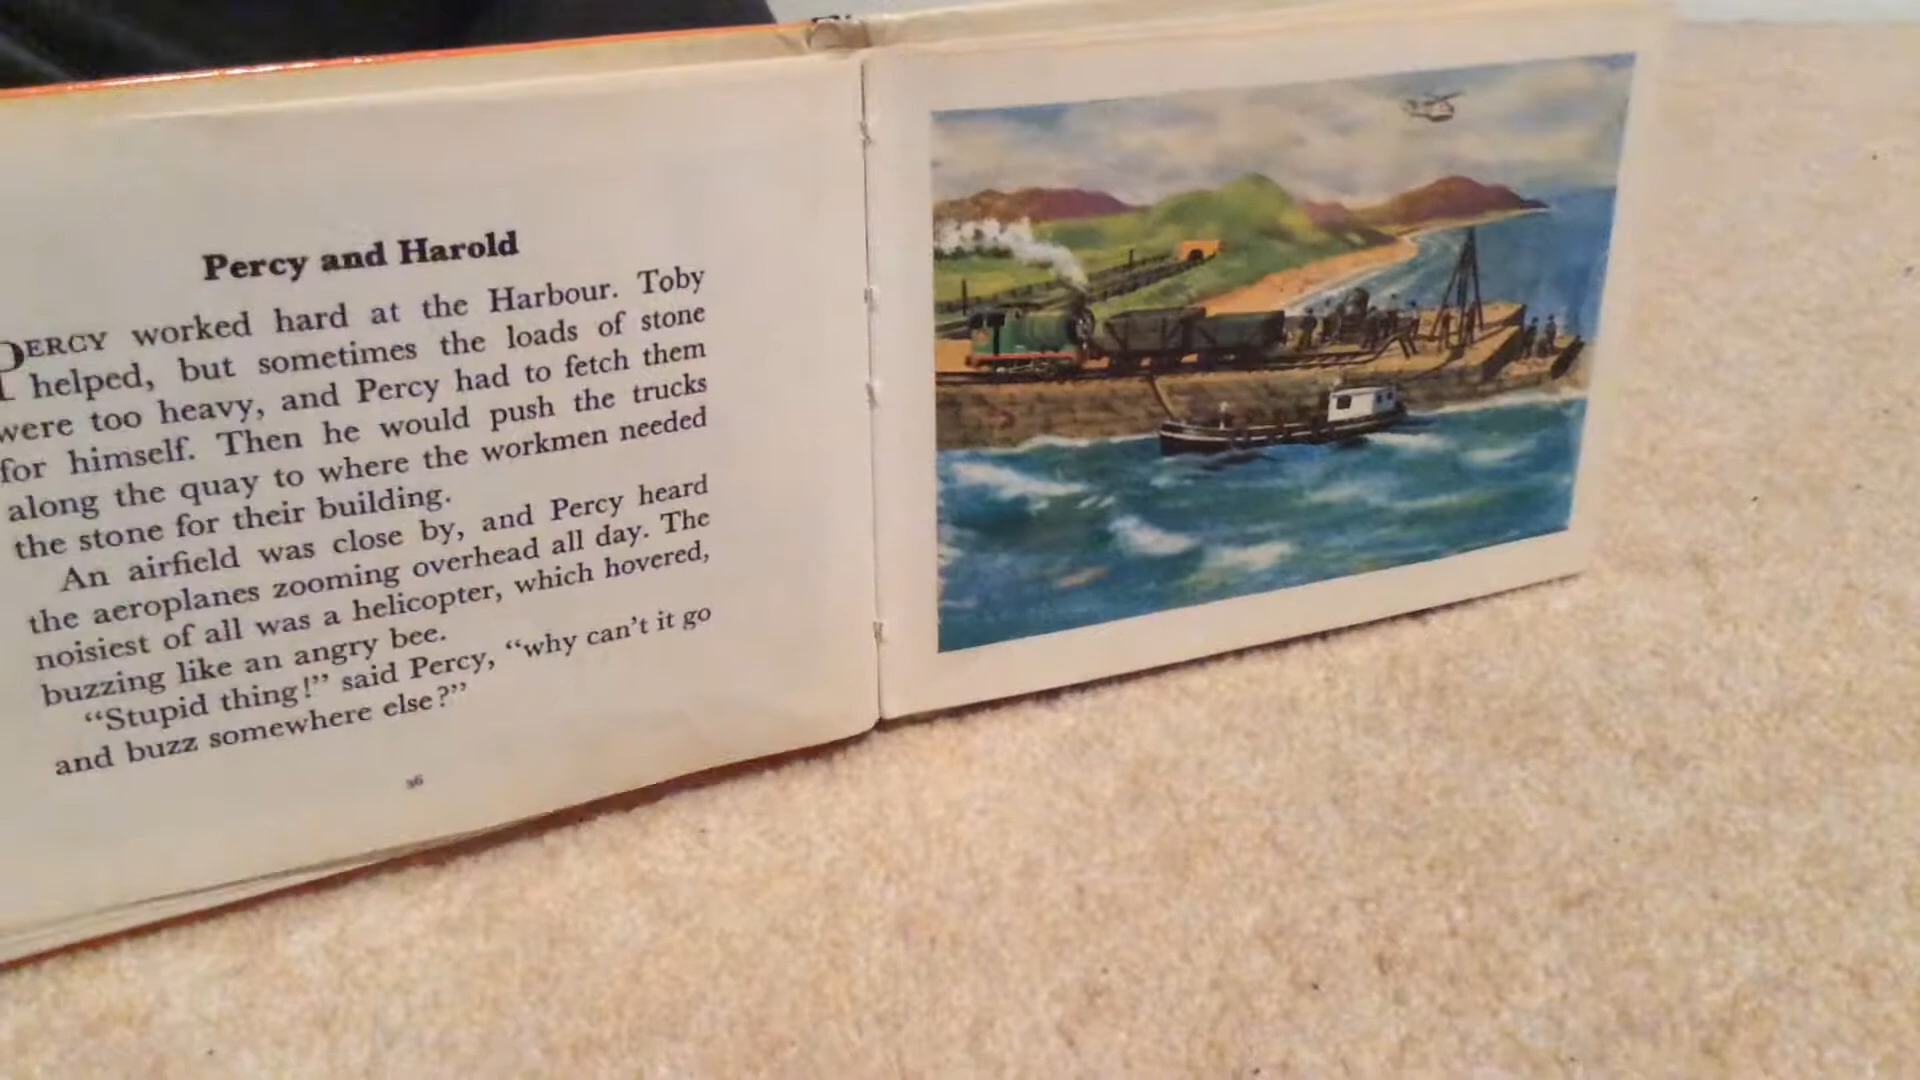 Percy and Harold
PERCY worked hard at the Harbour. Toby
helped, but sometimes the loads of stone
were too heavy, and Percy had to fetch them
for himself. Then he would push the trucks
along the quay to where the workmen needed
the stone for their building.
An airfield was close by, and Percy heard
the aeroplanes zooming overhead all day. The
noisiest of all was a helicopter, which hovered,
buzzing like an angry bee.
“Stupid thing!” said Percy, “why can’t it go
and buzz somewhere else?”